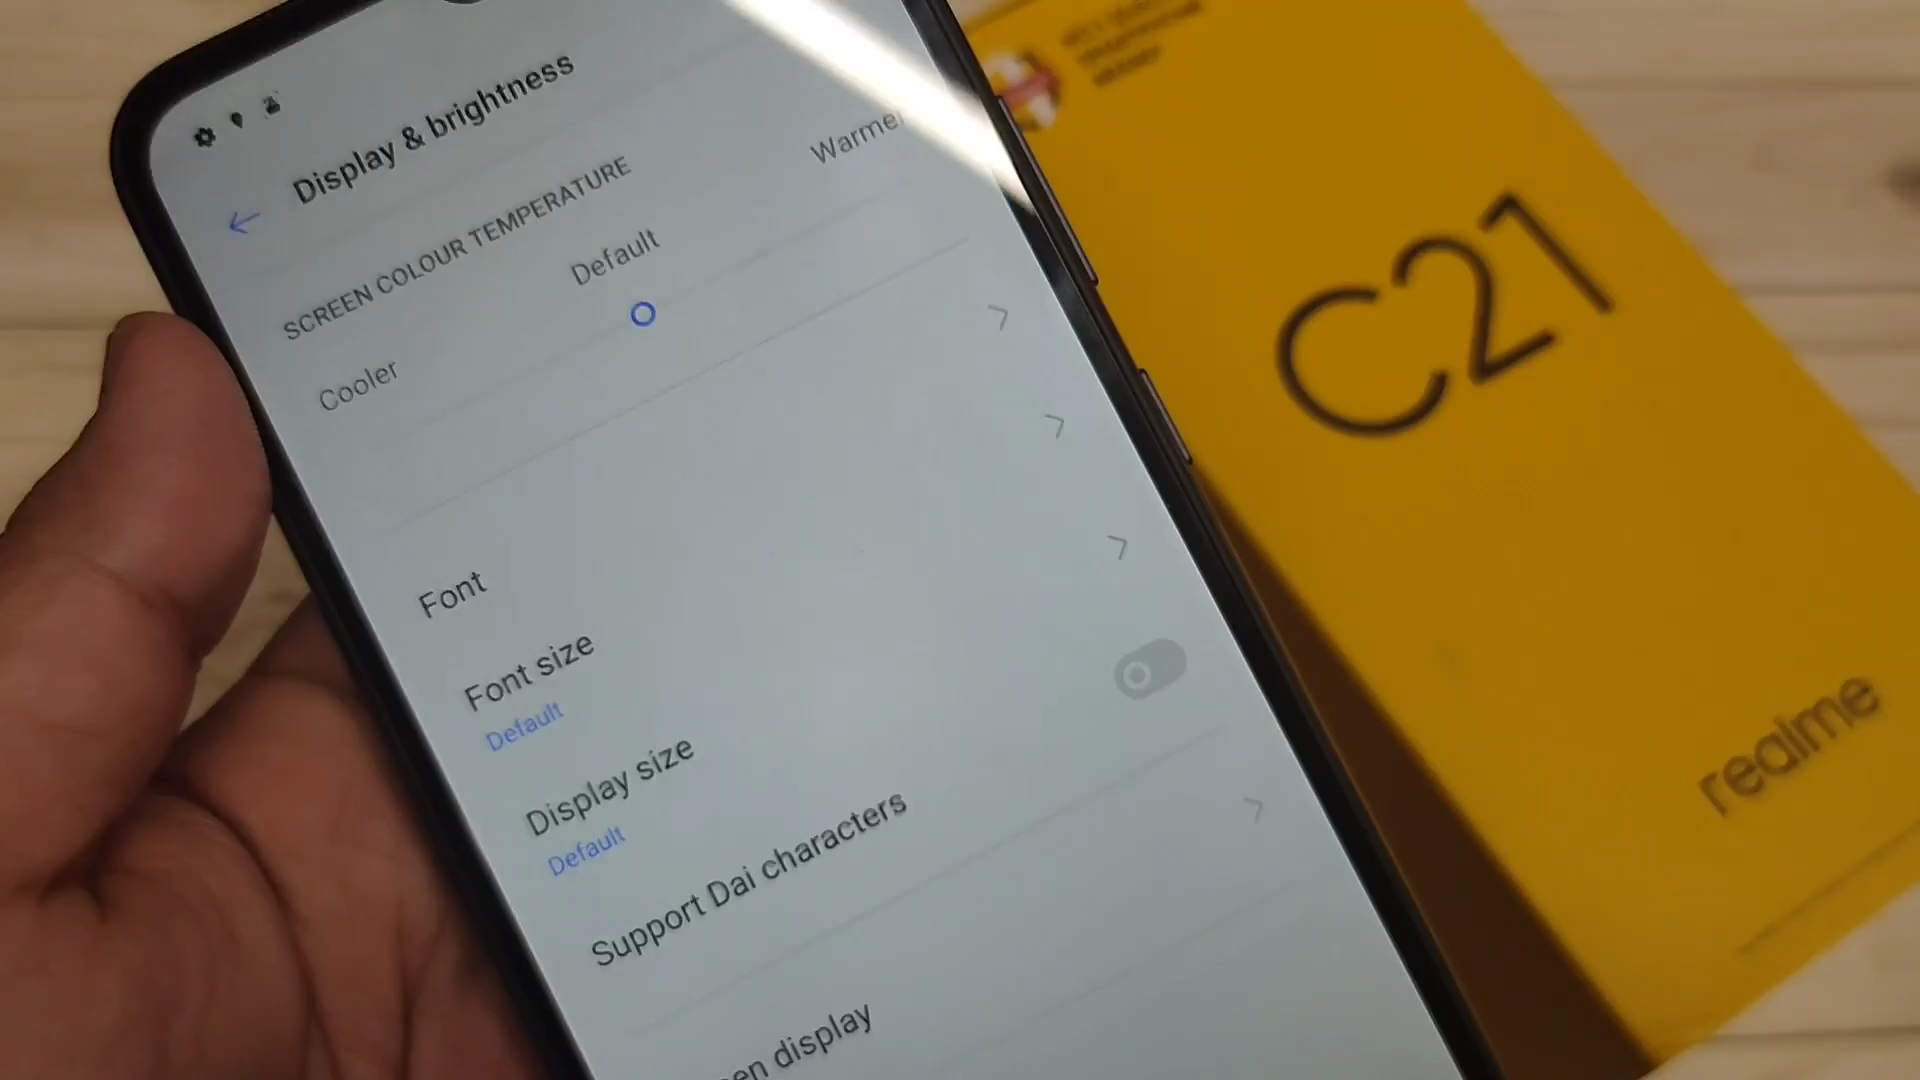 Display & brightness
SCREEN COLOUR TEMPERATURE
Default
Warmer
Cooler
Font
Font size
Default
Display size
Default
Support Dai characters
en display
C21
realme